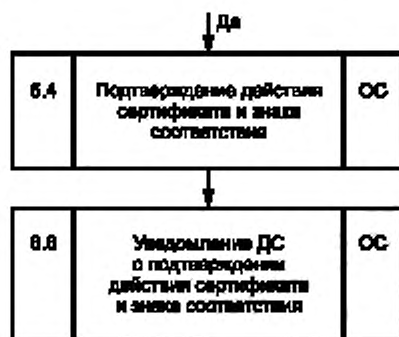 Да
6.4 Подтверждение действия ОС
сертификата и знака
соответствия
6.6 Уведомление ДС ОС
о подтверждении
действия сертификата
и знака соответствия